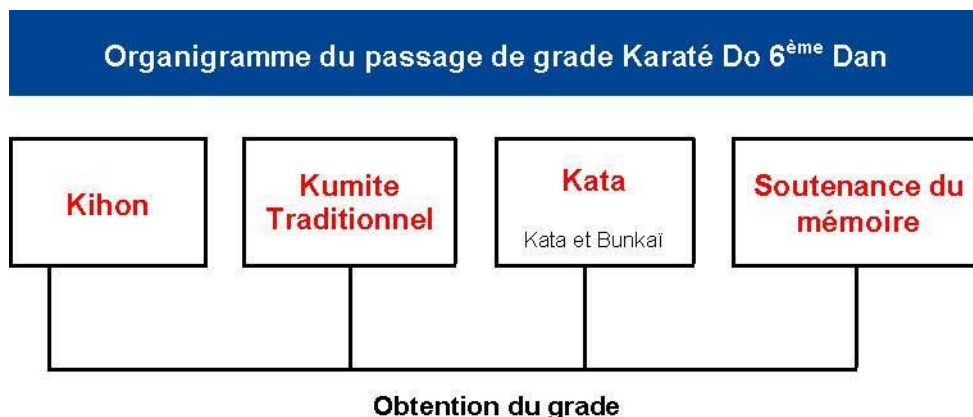 Organigramme du passage de grade Karaté Do 6ème Dan
Kihon
Kumite
Traditionnel
Kata
Kata et Bunkaï
Soutenance du
mémoire
Obtention du grade